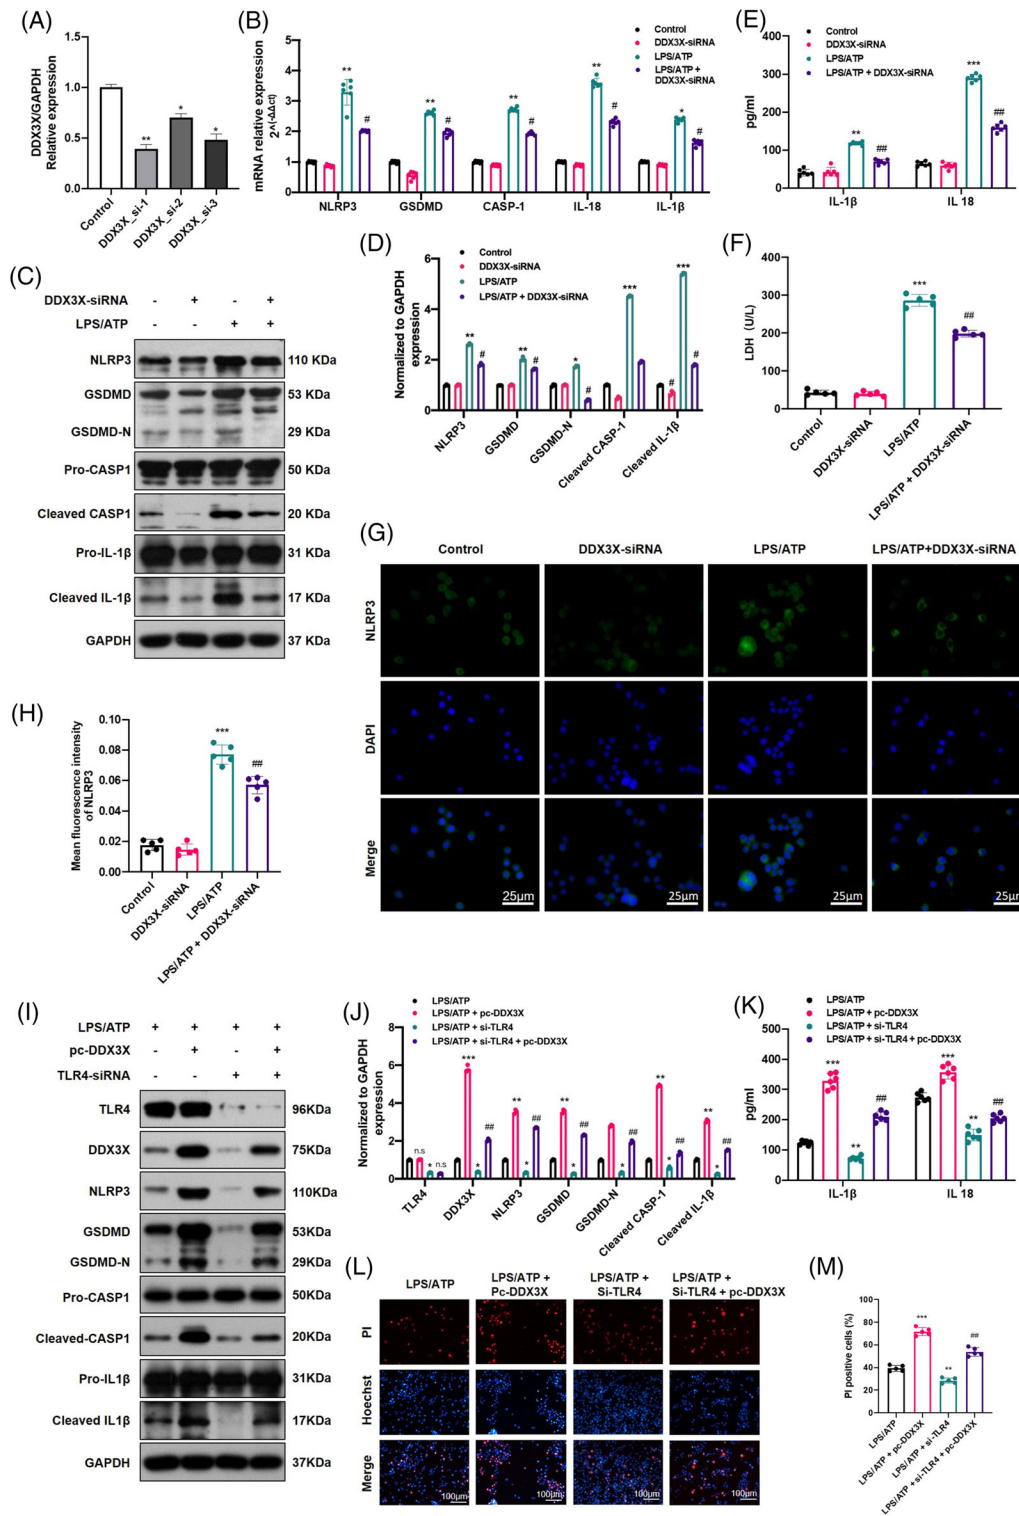 (A)
DDX3X/GAPDH
Relative expression
1.5
1.0
0.5
0.0
**
*
*
Control
DDX3X_si-1
DDX3X_si-2
DDX3X_si-3
(B)
mRNA relative expression
2^(-ΔΔct)
5
4
3
2
1
0
Control
DDX3X-siRNA
LPS/ATP
LPS/ATP +
DDX3X-siRNA
** # ** # ** # ** # * #
NLRP3 GSDMD CASP-1 IL-18 IL-1β
(E)
Control
DDX3X-siRNA
LPS/ATP
LPS/ATP + DDX3X-siRNA
pg/ml
400
300
200
100
0
** ## *** ##
IL-1β IL 18
(C)
DDX3X-siRNA - + - +
LPS/ATP - - + +
NLRP3 110 KDa
GSDMD 53 KDa
GSDMD-N 29 KDa
Pro-CASP1 50 KDa
Cleaved CASP1 20 KDa
Pro-IL-1β 31 KDa
Cleaved IL-1β 17 KDa
GAPDH 37 KDa
(D)
Control
DDX3X-siRNA
LPS/ATP
LPS/ATP + DDX3X-siRNA
Normalized to GAPDH
expression
6
4
2
0
** # ** # * # *** # *** #
NLRP3
GSDMD
GSDMD-N
Cleaved CASP-1
Cleaved IL-1β
(F)
LDH (U/L)
400
300
200
100
0
*** ##
Control
DDX3X-siRNA
LPS/ATP
LPS/ATP + DDX3X-siRNA
(G)
Control DDX3X-siRNA LPS/ATP LPS/ATP+DDX3X-siRNA
NLRP3
DAPI
Merge
25μm 25μm 25μm 25μm
(H)
Mean fluorescence intensity
of NLRP3
0.10
0.08
0.06
0.04
0.02
0.00
*** ##
Control
DDX3X-siRNA
LPS/ATP
LPS/ATP + DDX3X-siRNA
(I)
LPS/ATP + + + +
pc-DDX3X - + - +
TLR4-siRNA - - + +
TLR4 96KDa
DDX3X 75KDa
NLRP3 110KDa
GSDMD 53KDa
GSDMD-N 29KDa
Pro-CASP1 50KDa
Cleaved-CASP1 20KDa
Pro-IL1β 31KDa
Cleaved IL1β 17KDa
GAPDH 37KDa
(J)
LPS/ATP
LPS/ATP + pc-DDX3X
LPS/ATP + si-TLR4
LPS/ATP + si-TLR4 + pc-DDX3X
Normalized to GAPDH
expression
8
6
4
2
0
n.s * n.s *** * ## ** * ## ** * ## * ## ** * ## ** * ##
TLR4
DDX3X
NLRP3
GSDMD
GSDMD-N
Cleaved CASP-1
Cleaved IL-1β
(K)
LPS/ATP
LPS/ATP + pc-DDX3X
LPS/ATP + si-TLR4
LPS/ATP + si-TLR4 + pc-DDX3X
pg/ml
500
400
300
200
100
0
*** ** ## *** ** ##
IL-1β IL 18
(L)
LPS/ATP
LPS/ATP +
Pc-DDX3X
LPS/ATP +
Si-TLR4
LPS/ATP +
Si-TLR4 + pc-DDX3X
PI
Hoechst
Merge
100μm 100μm 100μm 100μm
(M)
PI positive cells (%)
100
80
60
40
20
0
*** ** ##
LPS/ATP
LPS/ATP + pc-DDX3X
LPS/ATP + si-TLR4
LPS/ATP + si-TLR4 + pc-DDX3X